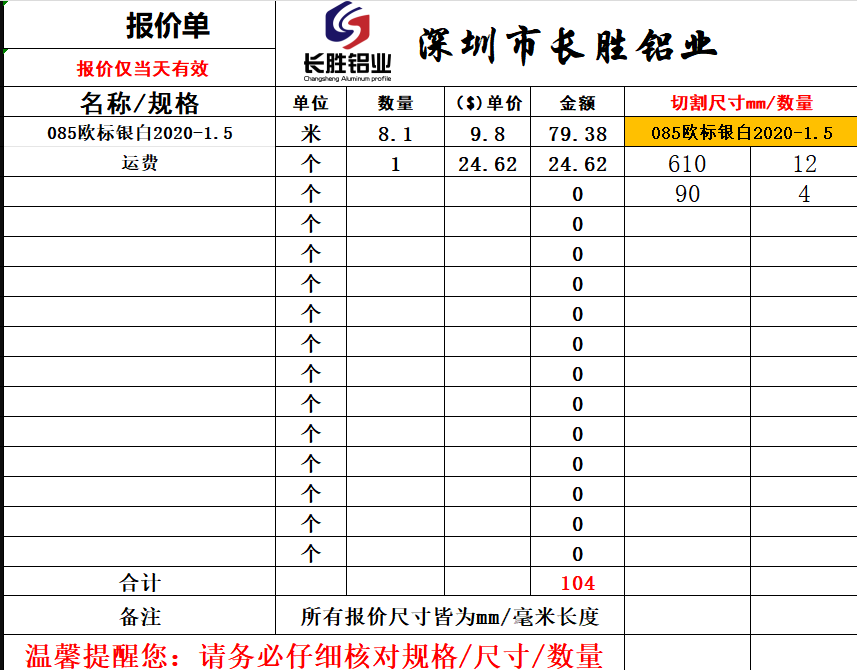 报价单
报价仅当天有效
长胜铝业
Changsheng Aluminum profile
深圳市长胜铝业
名称/规格 单位 数量 ($)单价 金额 切割尺寸mm/数量
085欧标银白2020-1.5 米 8.1 9.8 79.38 085欧标银白2020-1.5
运费 个 1 24.62 24.62 610 12
个 0 90 4
个 0
个 0
个 0
个 0
个 0
个 0
个 0
个 0
个 0
个 0
个 0
个 0
合计 104
备注 所有报价尺寸皆为mm/毫米长度
温馨提醒您：请务必仔细核对规格/尺寸/数量